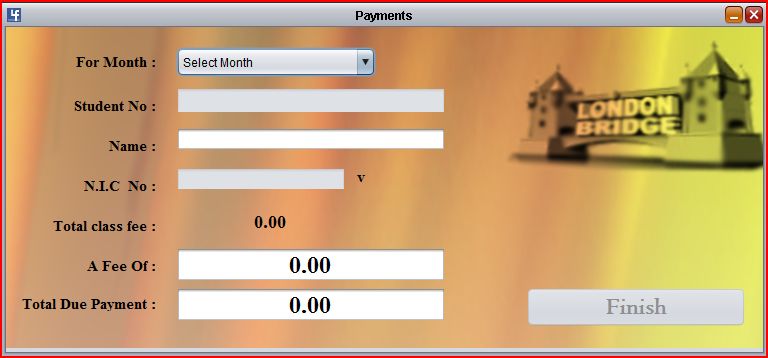 Payments
For Month :
Select Month
Student No :
Name :
N.I.C No :
v
Total class fee :
0.00
A Fee Of :
0.00
Total Due Payment :
0.00
LONDON
BRIDGE
Finish